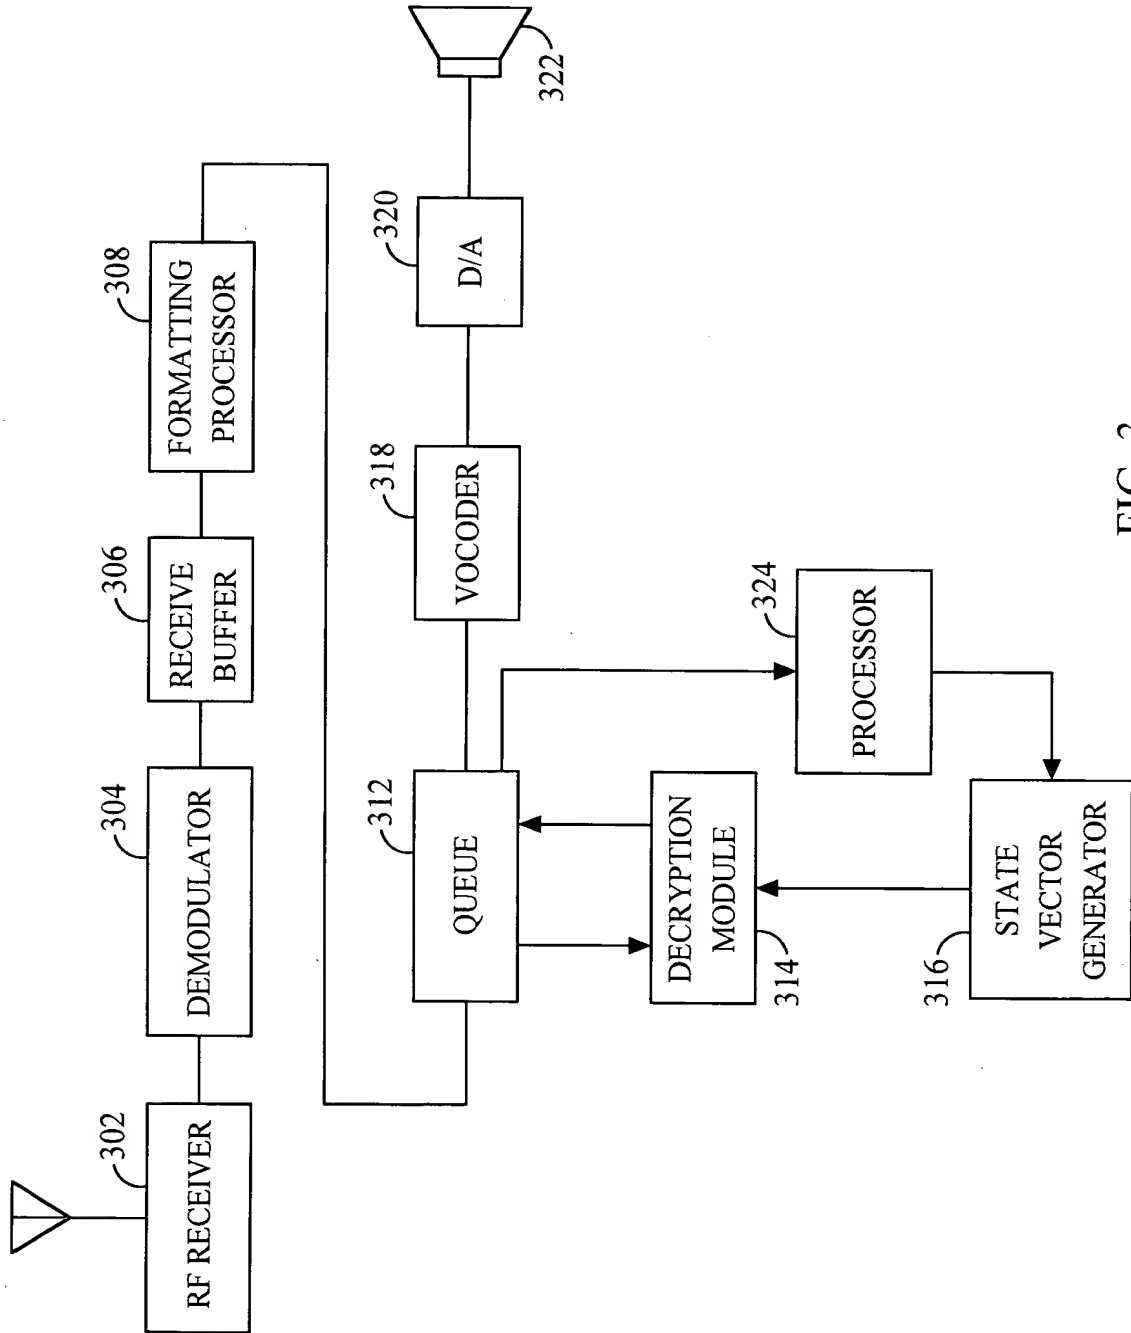 302
RF RECEIVER
304
DEMODULATOR
306
RECEIVE
BUFFER
308
FORMATTING
PROCESSOR
312
QUEUE
318
VOCODER
320
D/A
322
DECRYPTION
MODULE
314
324
PROCESSOR
316
STATE
VECTOR
GENERATOR
FIG.